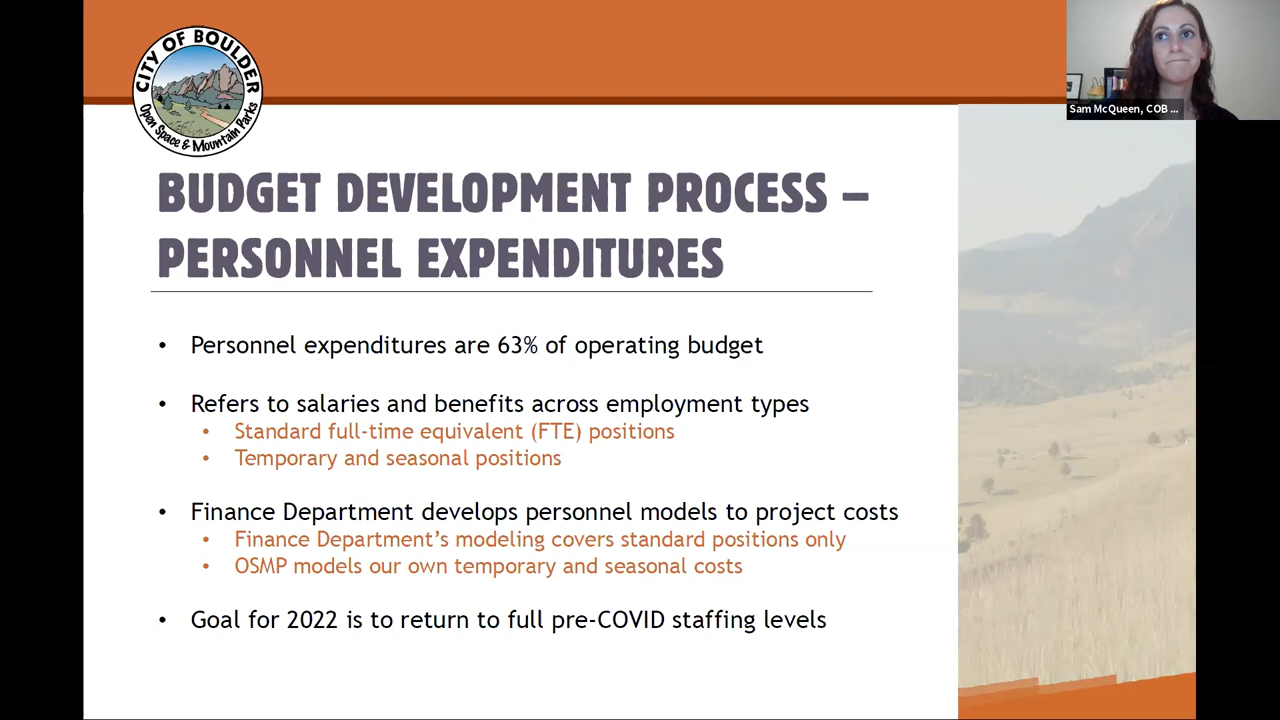 CITY OF BOULDER
Open Space & Mountain Parks
Sam McQueen, COB ...
BUDGET DEVELOPMENT PROCESS –
PERSONNEL EXPENDITURES
• Personnel expenditures are 63% of operating budget
• Refers to salaries and benefits across employment types
• Standard full-time equivalent (FTE) positions
• Temporary and seasonal positions
• Finance Department develops personnel models to project costs
• Finance Department’s modeling covers standard positions only
• OSMP models our own temporary and seasonal costs
• Goal for 2022 is to return to full pre-COVID staffing levels